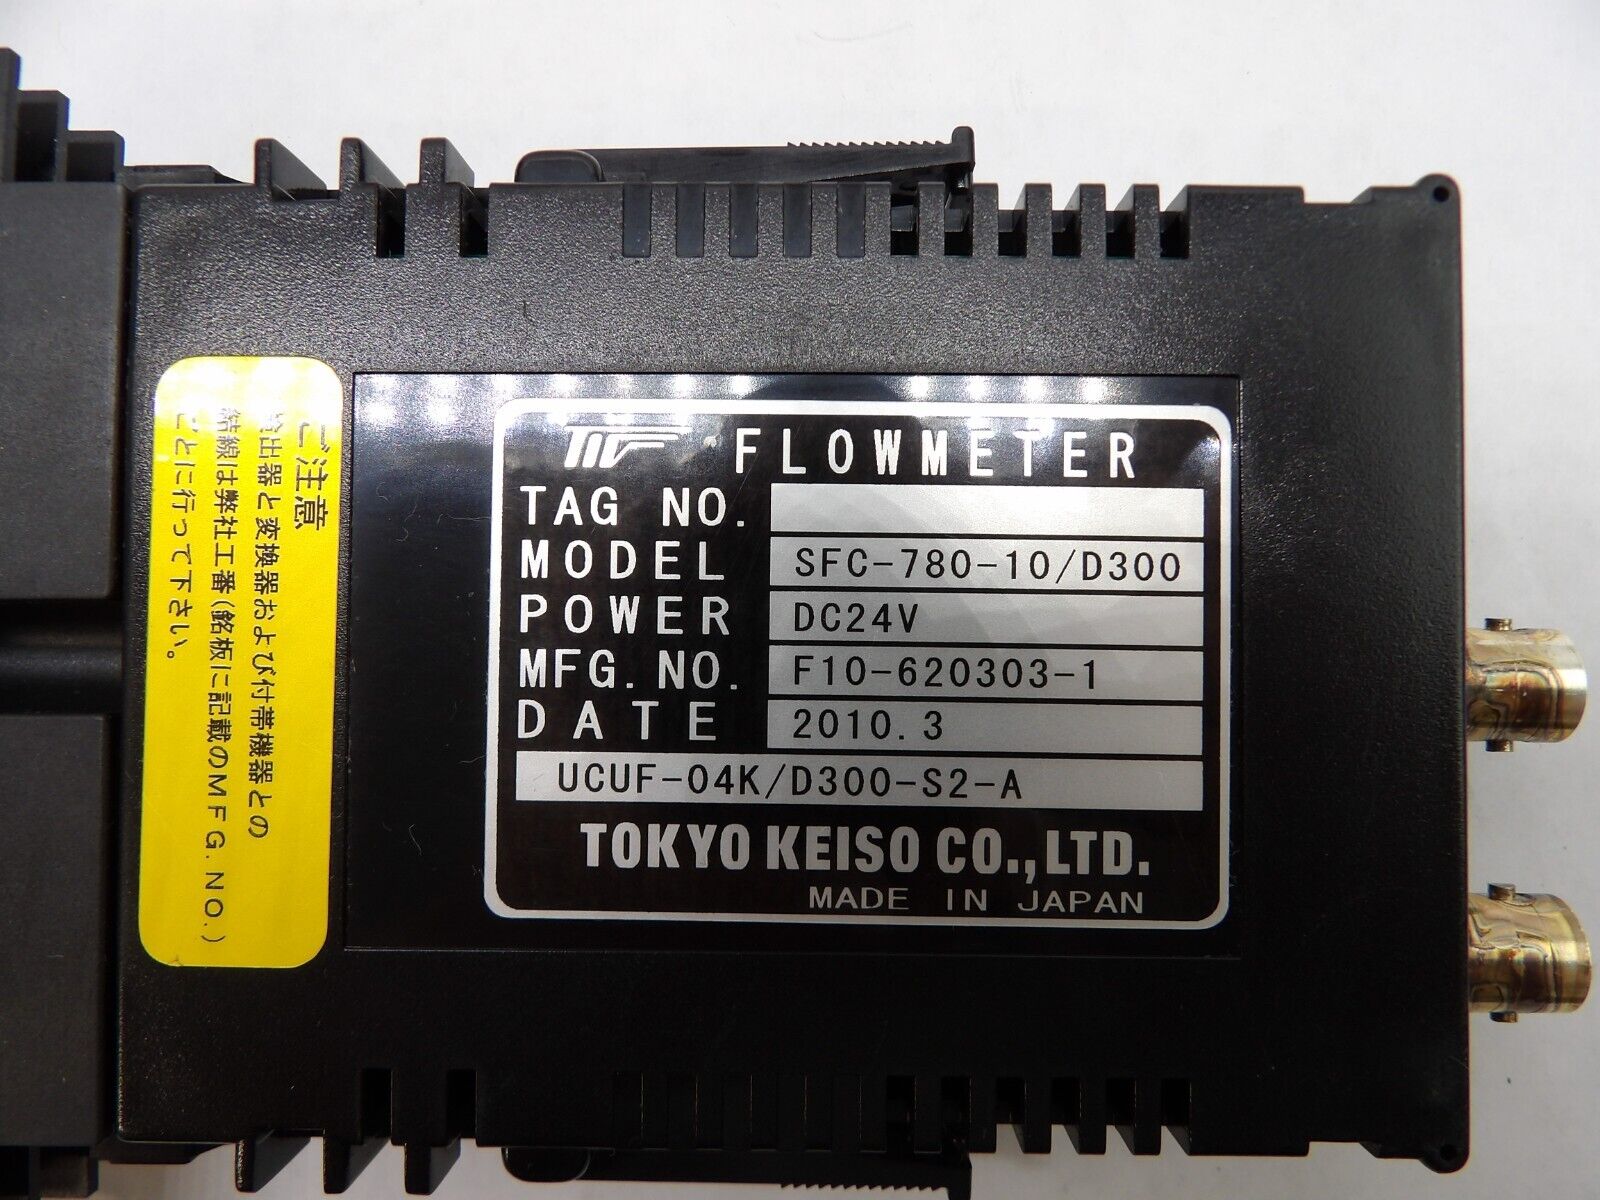 ご注意
検出器と変換器および付帯機器との
結線は弊社工番(銘板に記載のMFG.NO.)
ごとに行って下さい。
FLOWMETER
TAG NO.
MODEL SFC-780-10/D300
POWER DC24V
MFG.NO. F10-620303-1
DATE 2010.3
UCUF-04K/D300-S2-A
TOKYO KEISO CO.,LTD.
MADE IN JAPAN